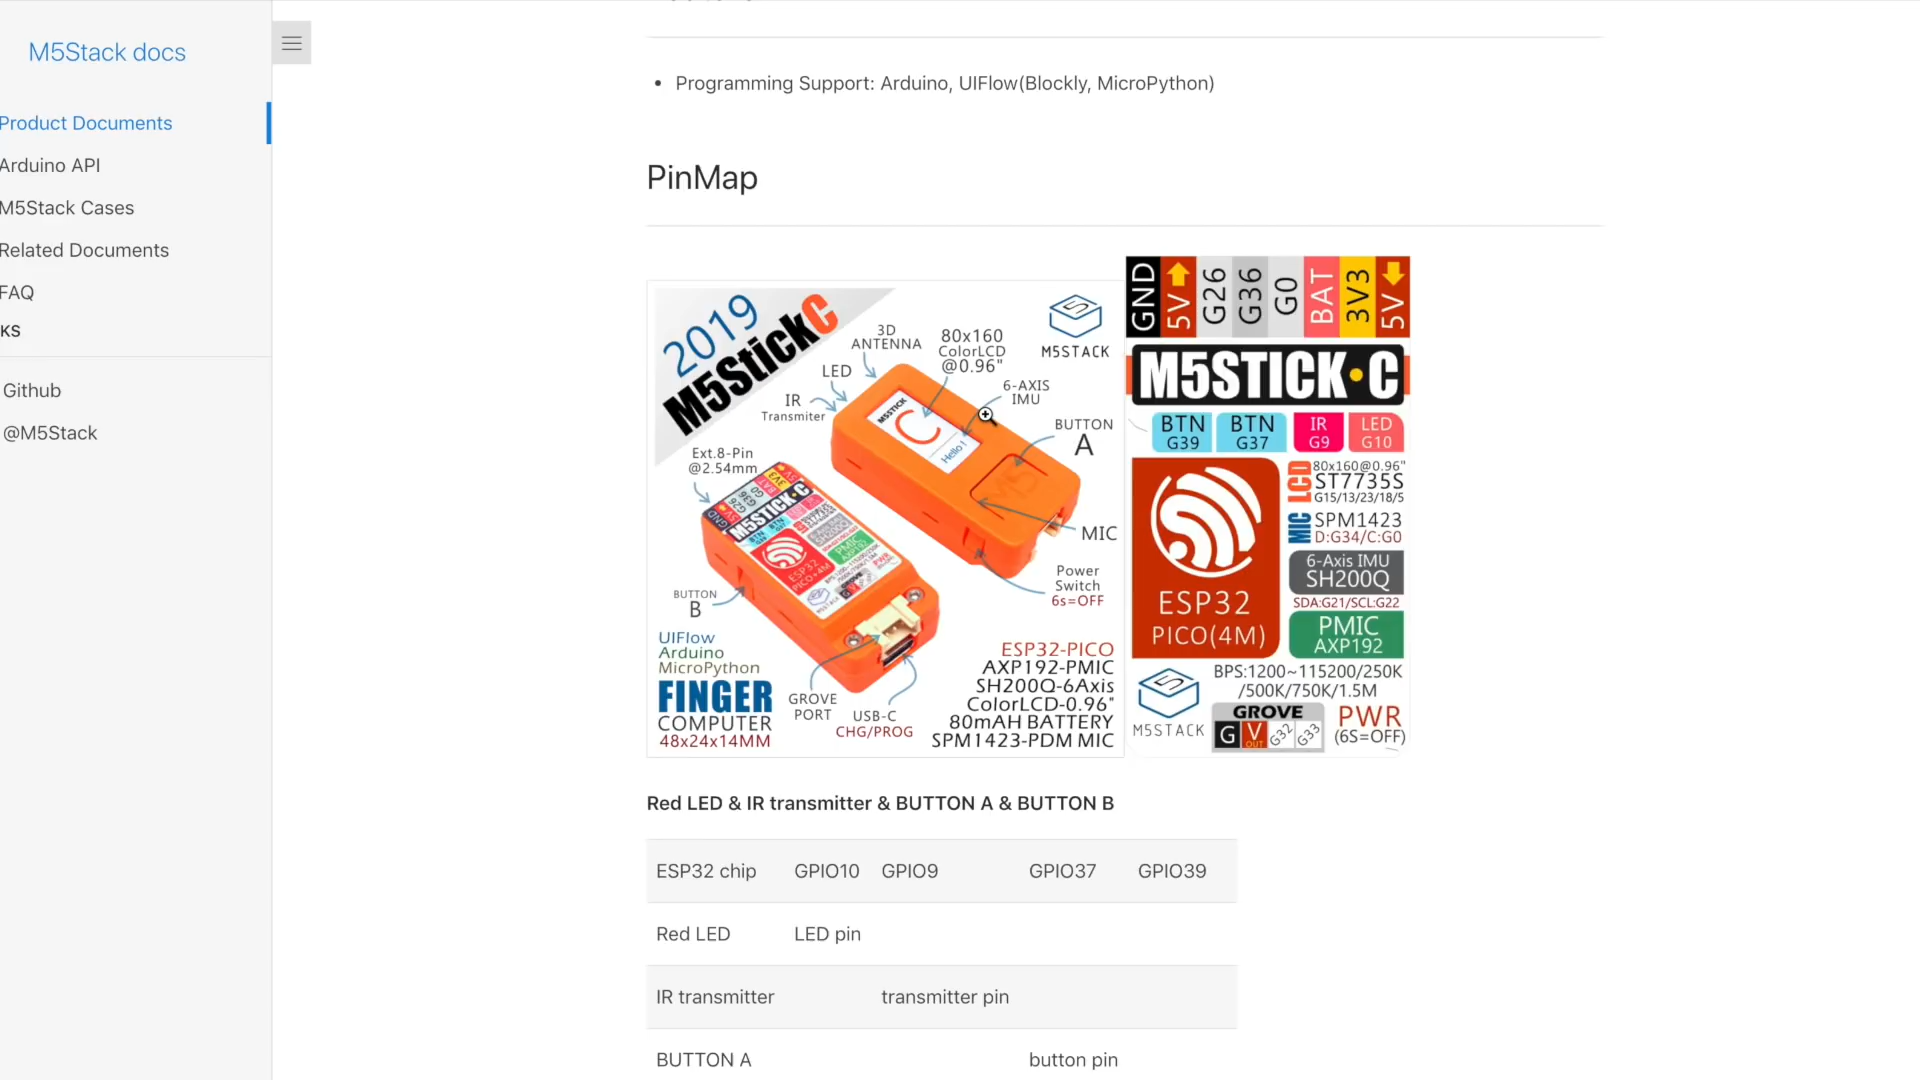 M5Stack docs
Product Documents
Arduino API
M5Stack Cases
Related Documents
FAQ
KS
Github
@M5Stack
Programming Support: Arduino, UIFlow(Blockly, MicroPython)
PinMap
2019
M5StickC
3D
ANTENNA
80x160
ColorLCD
@0.96"
M5STACK
LED
IR
Transmiter
6-AXIS
IMU
BUTTON
A
M5STICK
C
Hello !
Ext.8-Pin
@2.54mm
MIC
Power
Switch
6s=OFF
BUTTON
B
UIFlow
Arduino
MicroPython
FINGER
COMPUTER
48x24x14MM
GROVE
PORT
USB-C
CHG/PROG
ESP32-PICO
AXP192-PMIC
SH200Q-6Axis
ColorLCD-0.96"
80mAH BATTERY
SPM1423-PDM MIC
GND 5V G26 G36 G0 BAT 3V3 5V
M5STICK•C
BTN BTN IR LED
G39 G37 G9 G10
ESP32
PICO(4M)
LCD
80x160@0.96"
ST7735S
G15/13/23/18/5
MIC
SPM1423
D:G34/C:G0
6-Axis IMU
SH200Q
SDA:G21/SCL:G22
PMIC
AXP192
BPS:1200~115200/250K
/500K/750K/1.5M
M5STACK
GROVE
G V OUT G32 G33
PWR
(6S=OFF)
Red LED & IR transmitter & BUTTON A & BUTTON B
ESP32 chip GPIO10 GPIO9 GPIO37 GPIO39
Red LED LED pin
IR transmitter transmitter pin
BUTTON A button pin